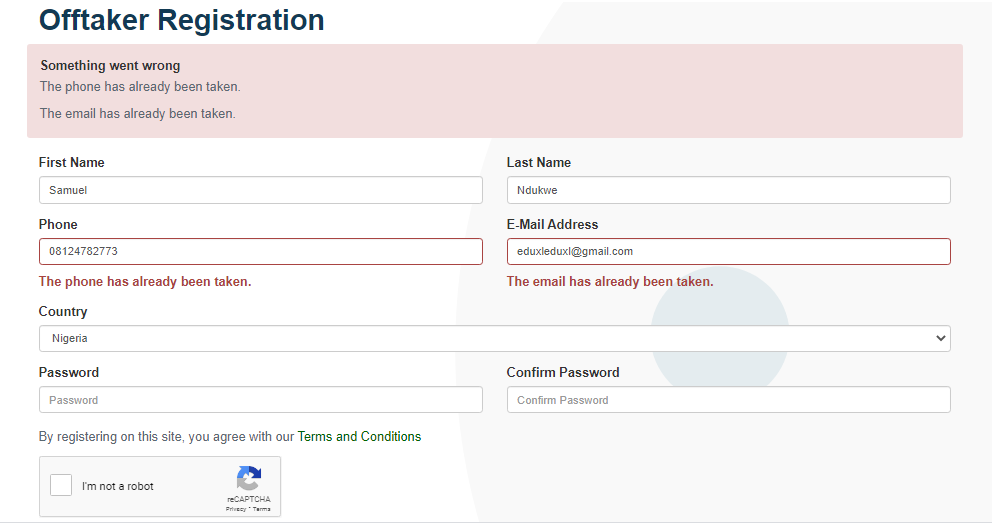 Offtaker Registration
Something went wrong
The phone has already been taken.
The email has already been taken.
First Name
Last Name
Samuel
Ndukwe
Phone
E-Mail Address
08124782773
eduxleduxl@gmail.com
The phone has already been taken.
The email has already been taken.
Country
Nigeria
Password
Confirm Password
Password
Confirm Password
By registering on this site, you agree with our Terms and Conditions
I'm not a robot
reCAPTCHA
Privacy - Terms